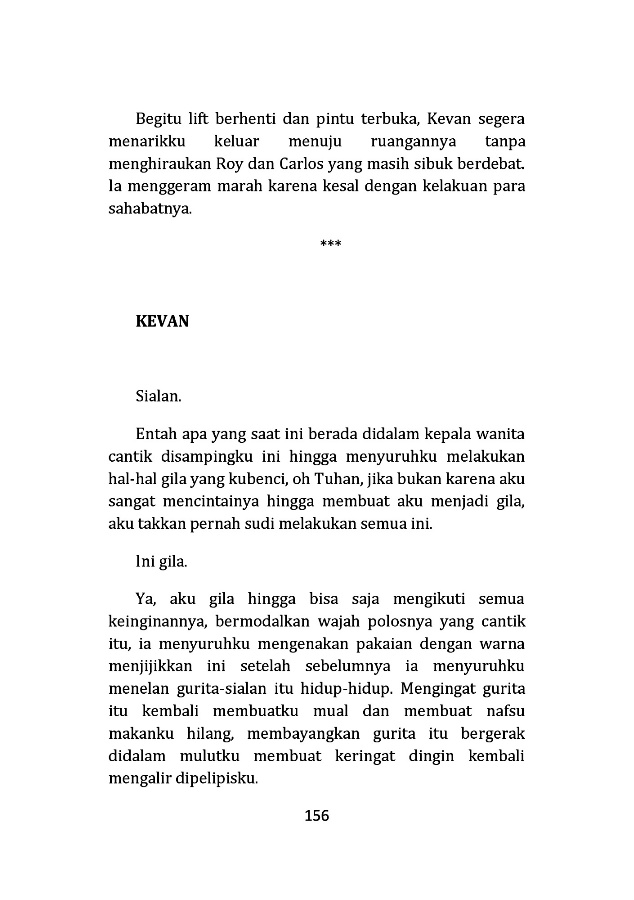 Begitu lift berhenti dan pintu terbuka, Kevan segera
menarikku keluar menuju ruangannya tanpa
menghiraukan Roy dan Carlos yang masih sibuk berdebat.
Ia menggeram marah karena kesal dengan kelakuan para
sahabatnya.
***
KEVAN
Sialan.
Entah apa yang saat ini berada didalam kepala wanita
cantik disampingku ini hingga menyuruhku melakukan
hal-hal gila yang kubenci, oh Tuhan, jika bukan karena aku
sangat mencintainya hingga membuat aku menjadi gila,
aku takkan pernah sudi melakukan semua ini.
Ini gila.
Ya, aku gila hingga bisa saja mengikuti semua
keinginannya, bermodalkan wajah polosnya yang cantik
itu, ia menyuruhku mengenakan pakaian dengan warna
menjijikkan ini setelah sebelumnya ia menyuruhku
menelan gurita-sialan itu hidup-hidup. Mengingat gurita
itu kembali membuatku mual dan membuat nafsu
makanku hilang, membayangkan gurita itu bergerak
didalam mulutku membuat keringat dingin kembali
mengalir dipelipisku.
156